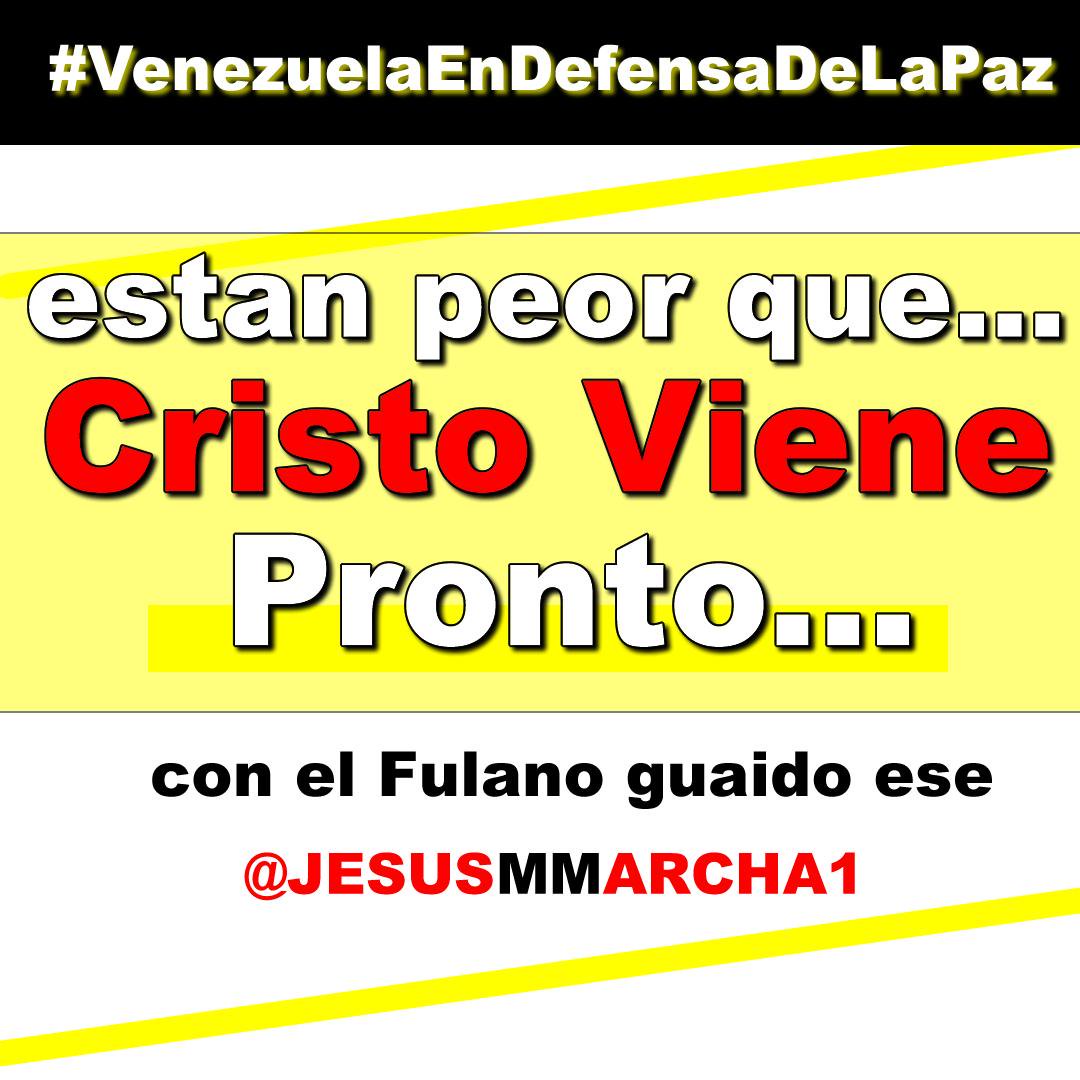 #VenezuelaEnDefensaDeLaPaz
estan peor que...
Cristo Viene
Pronto...
con el Fulano guaido ese
@JESUSMMARCHA1